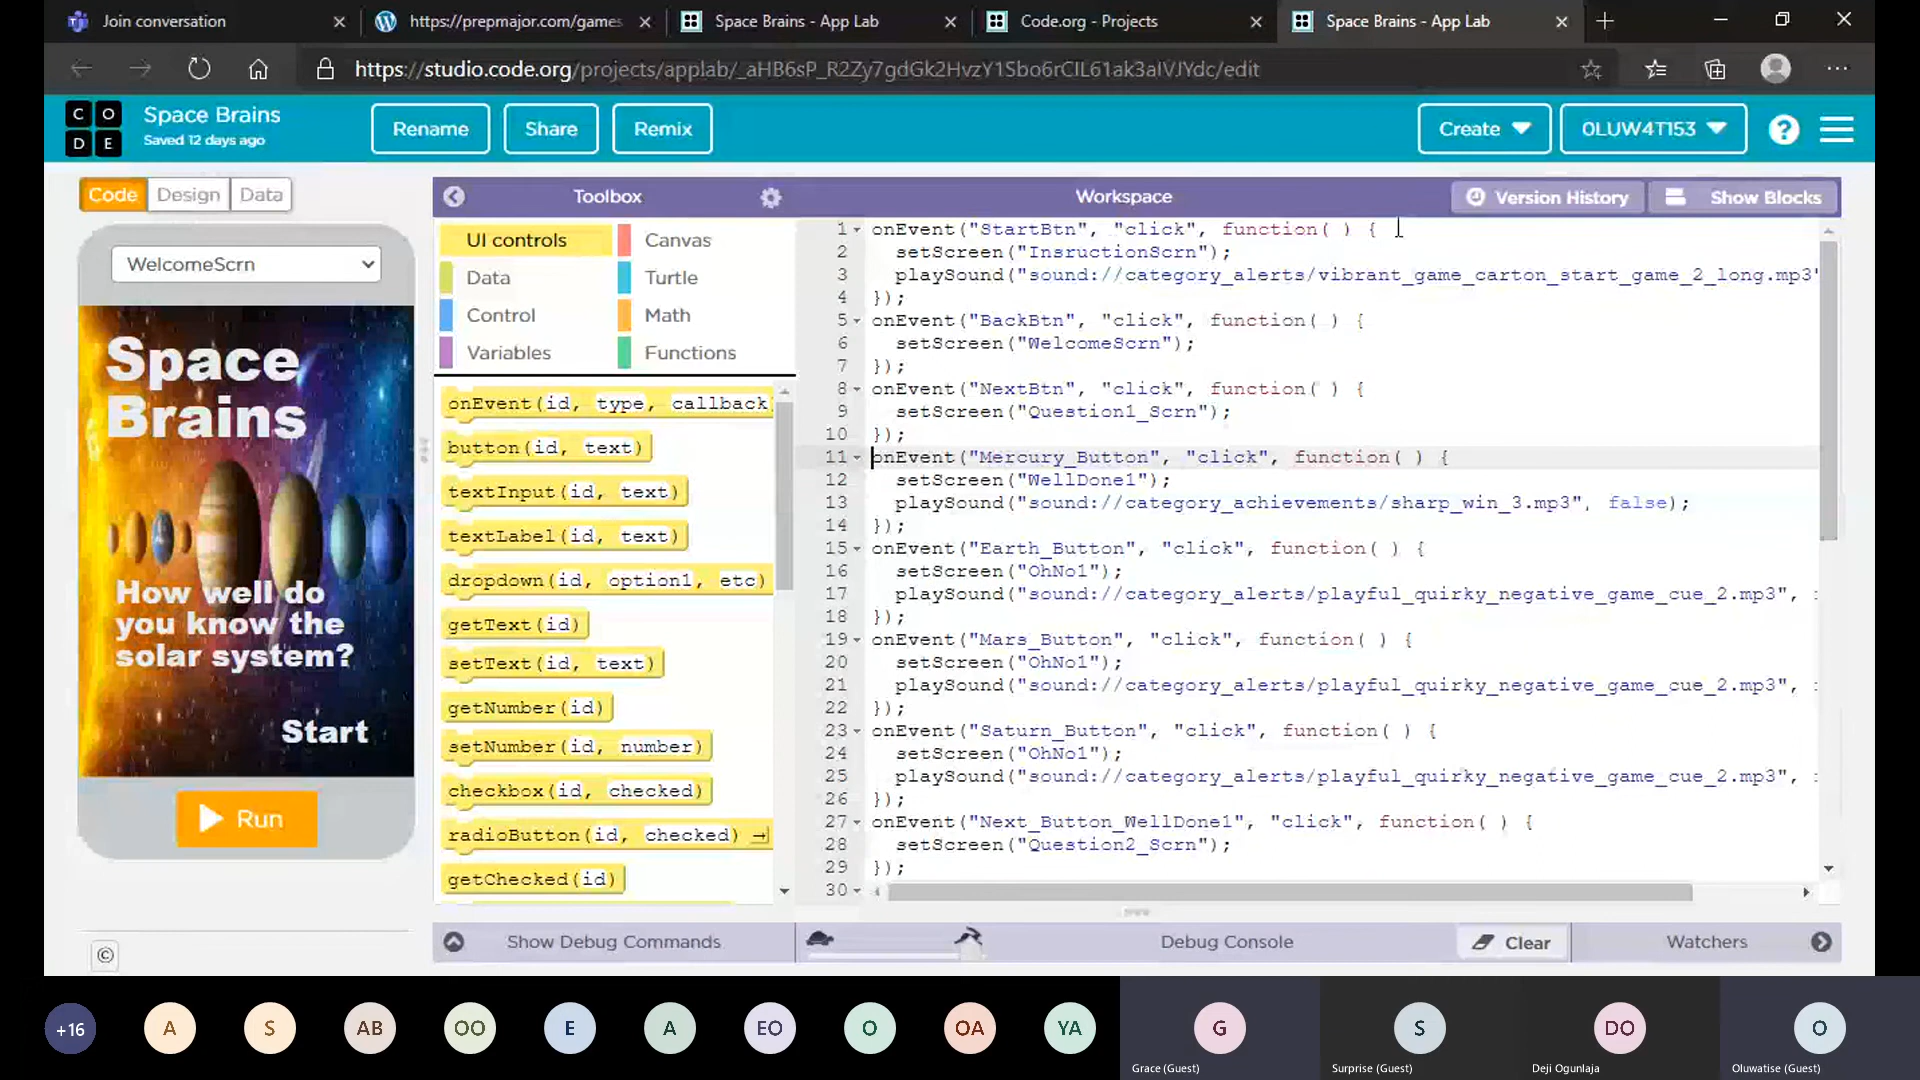 Join conversation
https://prepmajor.com/games
Space Brains - App Lab
Code.org - Projects
Space Brains - App Lab
https://studio.code.org/projects/applab/_aHB6sP_R2Zy7gdGk2HvzY1Sbo6rCIL61ak3aIVJYdc/edit
C O
D E
Space Brains
Saved 12 days ago
Rename
Share
Remix
Create
0LUW4T153
?
Code
Design
Data
Toolbox
Workspace
Version History
Show Blocks
WelcomeScrn
Space
Brains
How well do
you know the
solar system?
Start
Run
UI controls
Canvas
Data
Turtle
Control
Math
Variables
Functions
onEvent(id, type, callback
button(id, text)
textInput(id, text)
textLabel(id, text)
dropdown(id, option1, etc)
getText(id)
setText(id, text)
getNumber(id)
setNumber(id, number)
checkbox(id, checked)
radioButton(id, checked)
getChecked(id)
1 onEvent("StartBtn", "click", function( ) {
2 setScreen("InsructionScrn");
3 playSound("sound://category_alerts/vibrant_game_carton_start_game_2_long.mp3"
4 });
5 onEvent("BackBtn", "click", function( ) {
6 setScreen("WelcomeScrn");
7 });
8 onEvent("NextBtn", "click", function( ) {
9 setScreen("Question1_Scrn");
10 });
11 onEvent("Mercury_Button", "click", function( ) {
12 setScreen("WellDone1");
13 playSound("sound://category_achievements/sharp_win_3.mp3", false);
14 });
15 onEvent("Earth_Button", "click", function( ) {
16 setScreen("OhNo1");
17 playSound("sound://category_alerts/playful_quirky_negative_game_cue_2.mp3",
18 });
19 onEvent("Mars_Button", "click", function( ) {
20 setScreen("OhNo1");
21 playSound("sound://category_alerts/playful_quirky_negative_game_cue_2.mp3",
22 });
23 onEvent("Saturn_Button", "click", function( ) {
24 setScreen("OhNo1");
25 playSound("sound://category_alerts/playful_quirky_negative_game_cue_2.mp3",
26 });
27 onEvent("Next_Button_WellDone1", "click", function( ) {
28 setScreen("Question2_Scrn");
29 });
30
©
Show Debug Commands
Debug Console
Clear
Watchers
+16
A
S
AB
OO
E
A
EO
O
OA
YA
G
S
DO
O
Grace (Guest)
Surprise (Guest)
Deji Ogunlaja
Oluwatise (Guest)